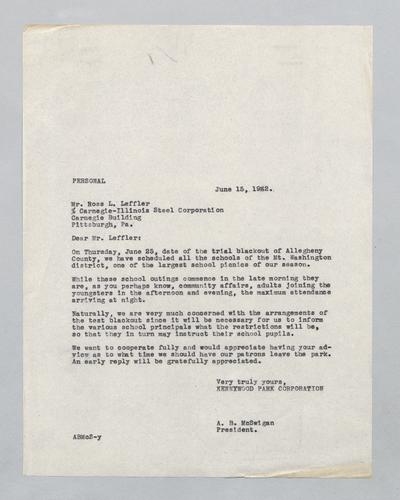 PERSONAL
June 15, 1942.
Mr. Ross L. Leffler
% Carnegie-Illinois Steel Corporation
Carnegie Building
Pittsburgh, Pa.
Dear Mr. Leffler:
On Thursday, June 25, date of the trial blackout of Allegheny
County, we have scheduled all the schools of the Mt. Washington
district, one of the largest school picnics of our season.
While these school outings commence in the late morning they
are, as you perhaps know, community affairs, adults joining the
youngsters in the afternoon and evening, the maximum attendance
arriving at night.
Naturally, we are very much concerned with the arrangements of
the test blackout since it will be necessary for us to inform
the various school principals what the restrictions will be,
so that they in turn may instruct their school pupils.
We want to cooperate fully and would appreciate having your ad-
vice as to what time we should have our patrons leave the park.
An early reply will be gratefully appreciated.
Very truly yours,
KENNYWOOD PARK CORPORATION
A. B. McSwigan
President.
ABMcS-y